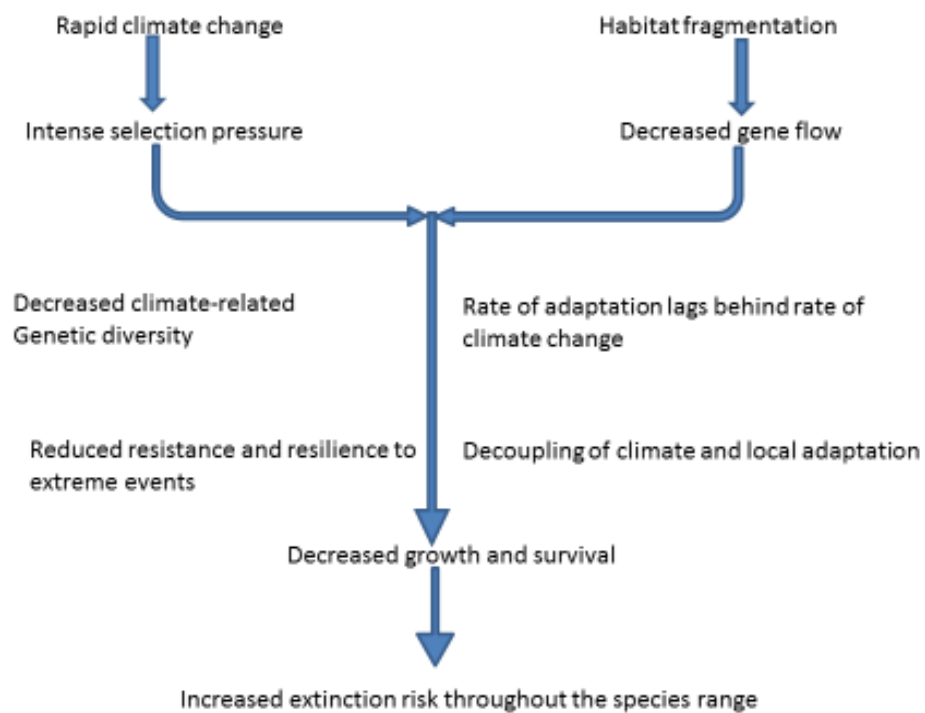 Rapid climate change
Habitat fragmentation
Intense selection pressure
Decreased gene flow
Decreased climate-related
Genetic diversity
Rate of adaptation lags behind rate of
climate change
Reduced resistance and resilience to
extreme events
Decoupling of climate and local adaptation
Decreased growth and survival
Increased extinction risk throughout the species range